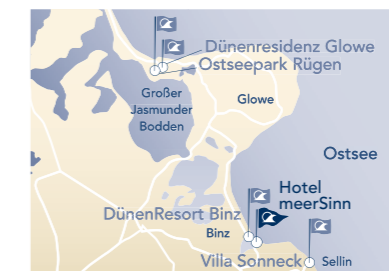 Dünenresidenz Glowe
Ostseepark Rügen
Großer
Jasmunder
Bodden
Glowe
Ostsee
Hotel
meerSinn
DünenResort Binz
Binz
Villa Sonneck
Sellin